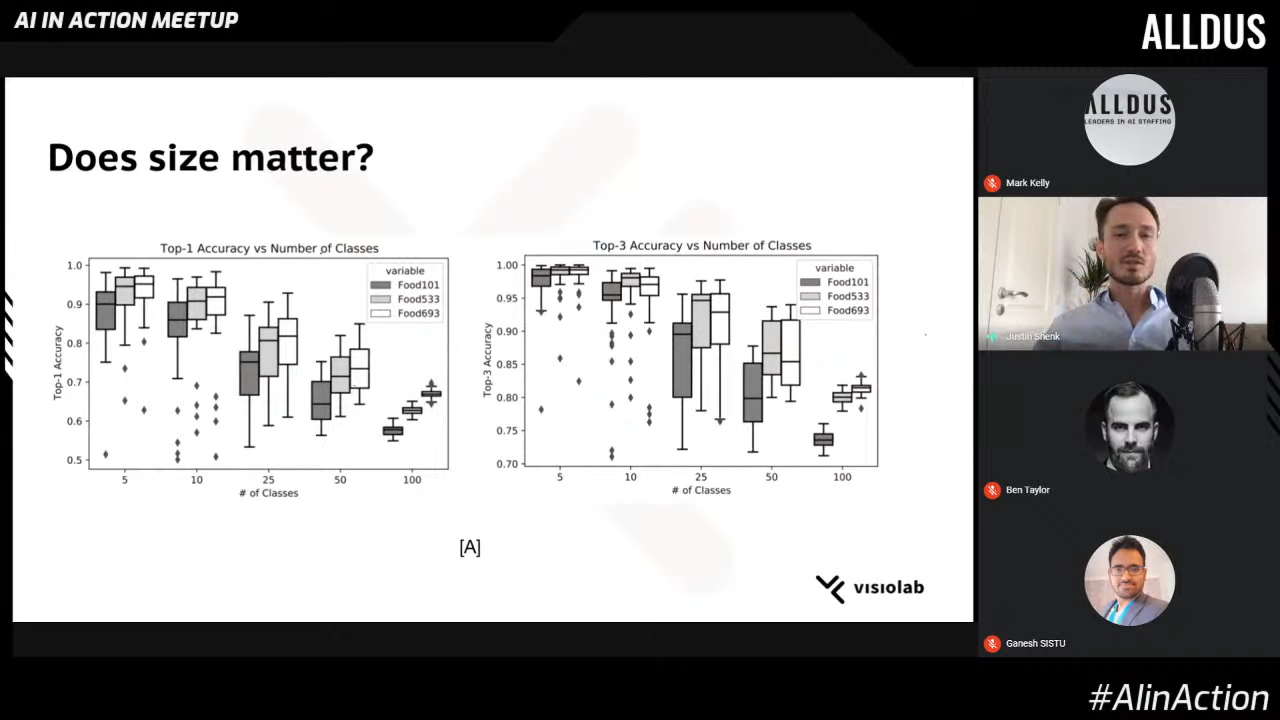 AI IN ACTION MEETUP
ALLDUS
Does size matter?
Top-1 Accuracy vs Number of Classes
variable
Food101
Food533
Food693
Top-1 Accuracy
1.0
0.9
0.8
0.7
0.6
0.5
5
10
25
50
100
# of Classes
Top-3 Accuracy vs Number of Classes
variable
Food101
Food533
Food693
Top-3 Accuracy
1.00
0.95
0.90
0.85
0.80
0.75
0.70
5
10
25
50
100
# of Classes
[A]
visiolab
ALLDUS
LEADERS IN AI STAFFING
Mark Kelly
Justin Shenk
Ben Taylor
Ganesh SISTU
#AIinAction